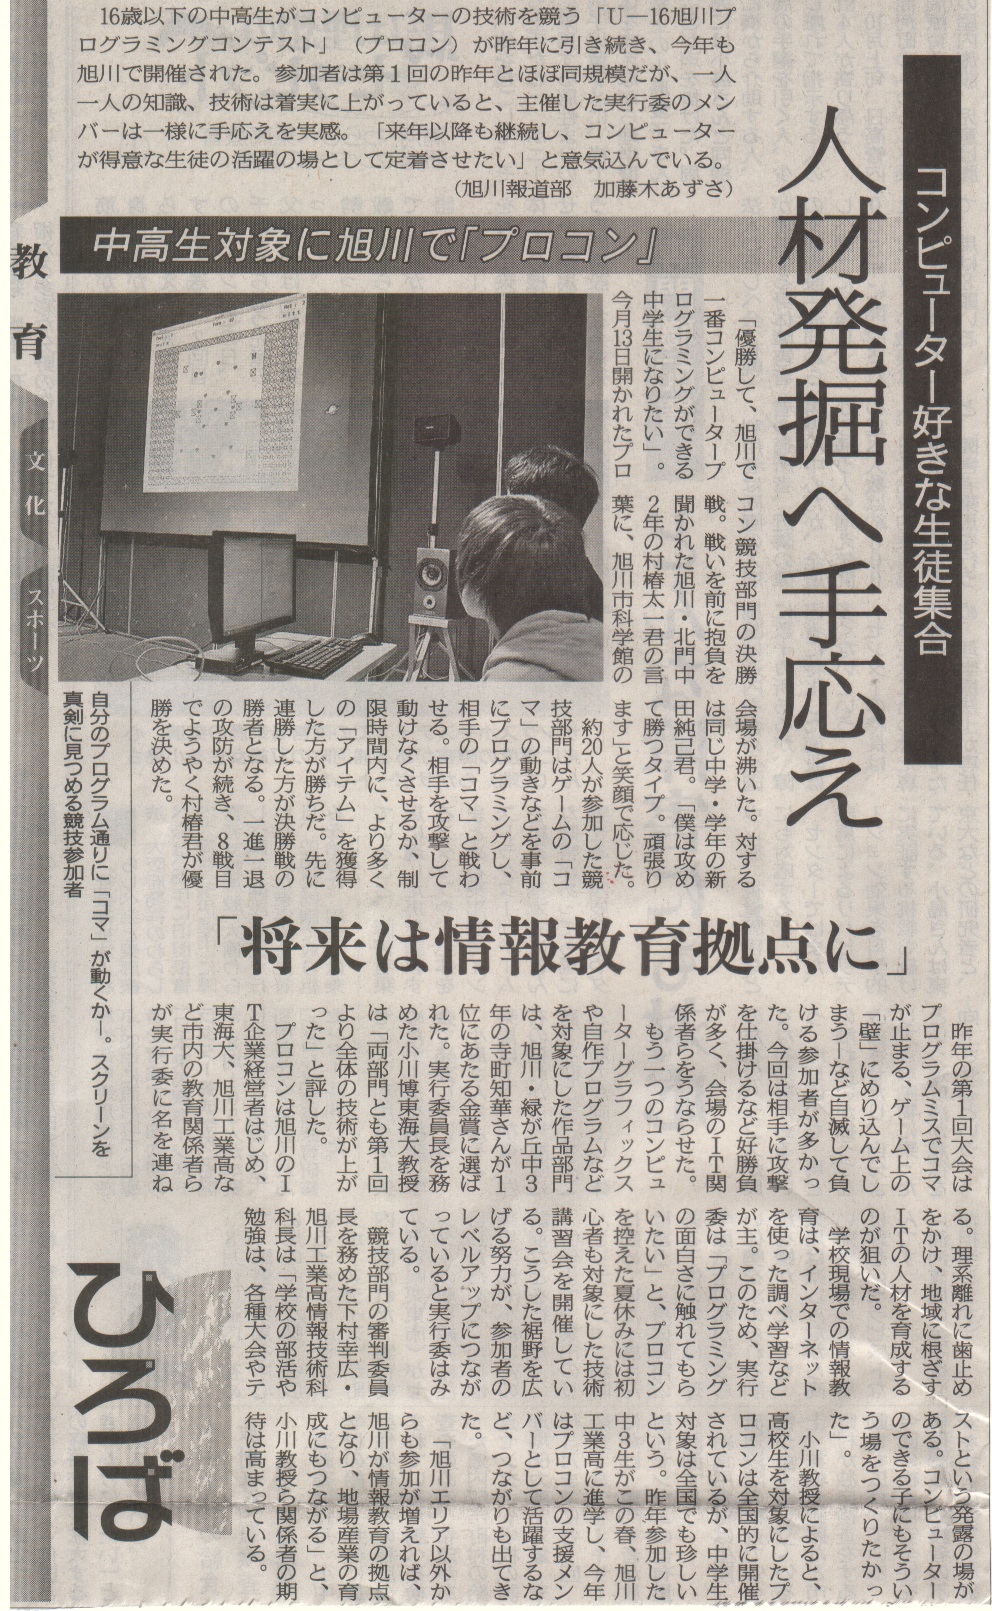 16歳以下の中高生がコンピューターの技術を競う「U―16旭川プ
ログラミングコンテスト」（プロコン）が昨年に引き続き、今年も
旭川で開催された。参加者は第１回の昨年とほぼ同規模だが、一人
一人の知識、技術は着実に上がっていると、主催した実行委のメン
バーは一様に手応えを実感。「来年以降も継続し、コンピューター
が得意な生徒の活躍の場として定着させたい」と意気込んでいる。
（旭川報道部　加藤木あずさ）
コンピューター好きな生徒集合
人材発掘へ手応え
中高生対象に旭川で「プロコン」
教育
文化
スポーツ
「優勝して、旭川で
一番コンピュータープ
ログラミングができる
中学生になりたい」。
今月13日開かれたプロ
コン競技部門の決勝
戦。戦いを前に抱負を
聞かれた旭川・北門中
２年の村椿太一君の言
葉に、旭川市科学館の
会場が沸いた。対する
は同じ中学・学年の新
田純己君。「僕は攻め
て勝つタイプ。頑張り
ます」と笑顔で応じた。
約20人が参加した競
技部門はゲームの「コ
マ」の動きなどを事前
にプログラミングし、
相手の「コマ」と戦わ
せる。相手を攻撃して
動けなくさせるか、制
限時間内に、より多く
の「アイテム」を獲得
した方が勝ちだ。先に
連勝した方が決勝戦の
勝者となる。一進一退
の攻防が続き、８戦目
でようやく村椿君が優
勝を決めた。
自分のプログラム通りに「コマ」が動くか―。スクリーンを
真剣に見つめる競技参加者
「将来は情報教育拠点に」
昨年の第１回大会は
プログラムミスでコマ
が止まる、ゲーム上の
「壁」にめり込んでし
まう―など自滅して負
ける参加者が多かっ
た。今回は相手に攻撃
を仕掛けるなど好勝負
が多く、会場のＩＴ関
係者らをうならせた。
もう一つのコンピュ
ーターグラフィックス
や自作プログラムなど
を対象にした作品部門
は、旭川・緑が丘中３
年の寺町知華さんが１
位にあたる金賞に選ば
れた。実行委員長を務
めた小川博東海大教授
は「両部門とも第１回
より全体の技術が上が
った」と評した。
プロコンは旭川のＩ
Ｔ企業経営者はじめ、
東海大、旭川工業高な
ど市内の教育関係者ら
が実行委に名を連ね
る。理系離れに歯止め
をかけ、地域に根ざす
ＩＴの人材を育成する
のが狙いだ。
学校現場での情報教
育は、インターネット
を使った調べ学習など
が主。このため、実行
委は「プログラミング
の面白さに触れてもら
いたい」と、プロコン
を控えた夏休みには初
心者も対象にした技術
講習会を開催してい
る。こうした裾野を広
げる努力が、参加者の
レベルアップにつなが
っていると実行委はみ
ている。
競技部門の審判委員
長を務めた下村幸広・
旭川工業高情報技術科
科長は「学校の部活や
勉強は、各種大会やテ
ストという発露の場が
ある。コンピューター
のできる子にもそうい
う場をつくりたかっ
た」。
小川教授によると、
高校生を対象にしたプ
ロコンは全国的に開催
されているが、中学生
対象は全国でも珍しい
という。昨年参加した
中３生がこの春、旭川
工業高に進学し、今年
はプロコンの支援メン
バーとして活躍するな
ど、つながりも出てき
た。
「旭川エリア以外か
らも参加が増えれば、
旭川が情報教育の拠点
となり、地場産業の育
成にもつながる」と、
小川教授ら関係者の期
待は高まっている。
ひろば